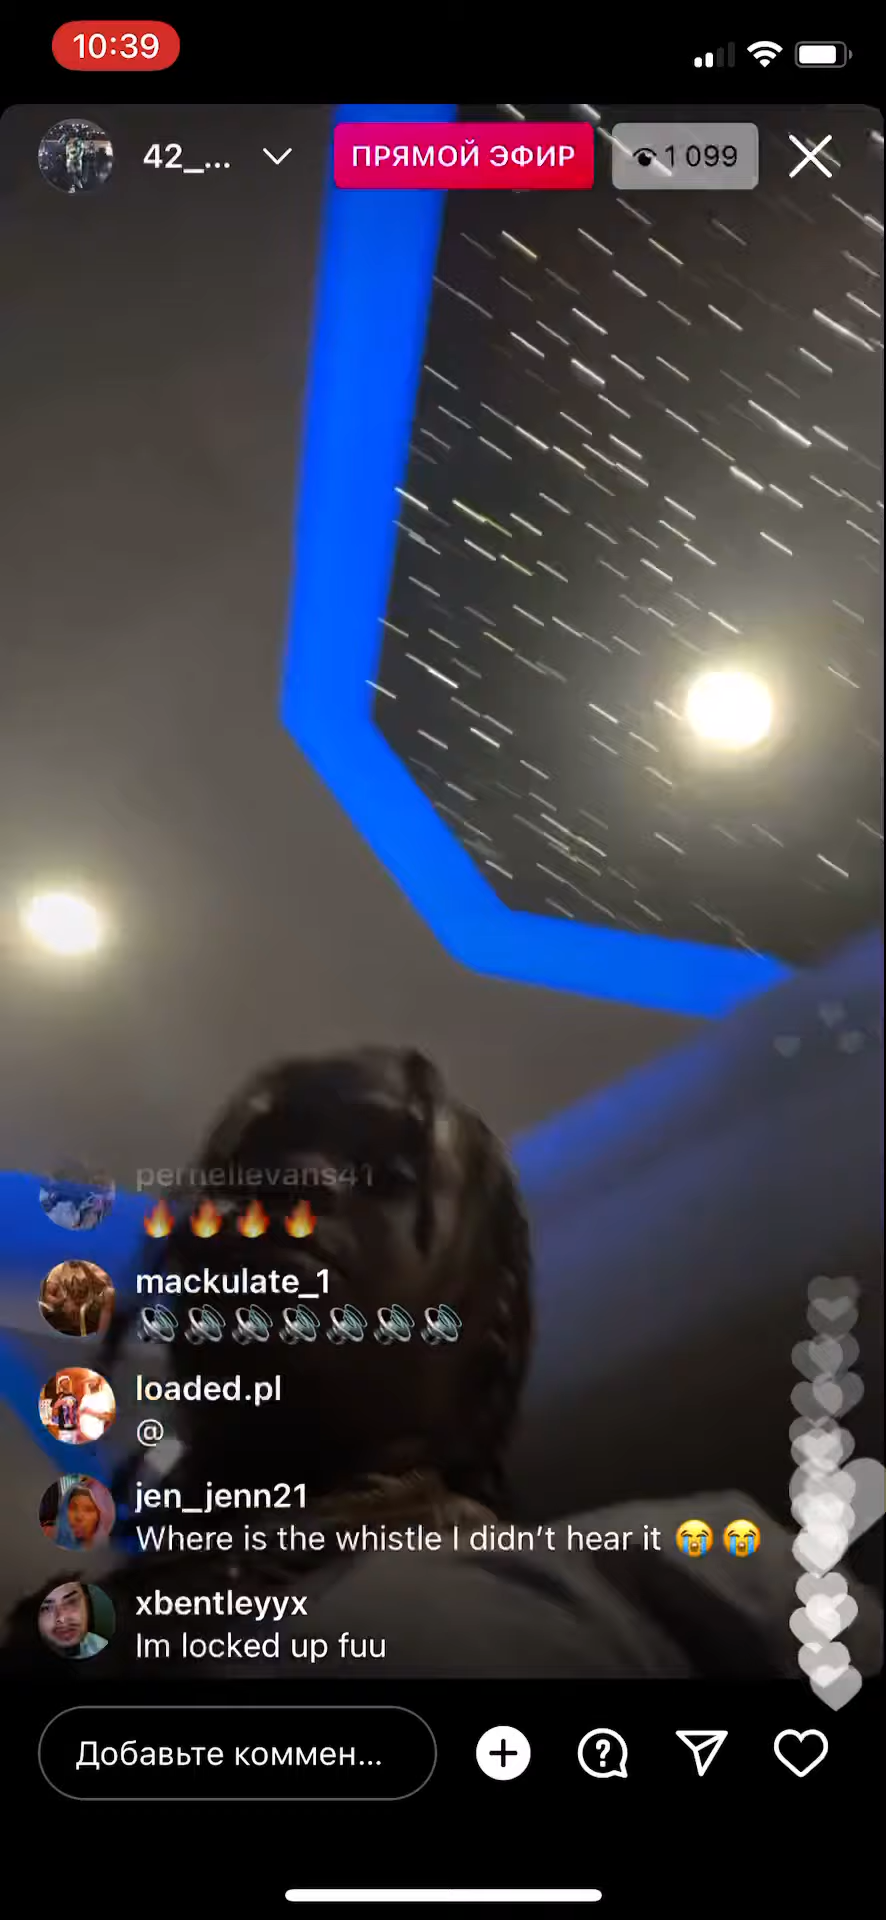 10:39
42_...
ПРЯМОЙ ЭФИР
1 099
pernellevans41
🔥🔥🔥🔥
mackulate_1
🔊🔊🔊🔊🔊🔊🔊
loaded.pl
@
jen_jenn21
Where is the whistle I didn't hear it 😭😭
xbentleyyx
Im locked up fuu
Добавьте коммен...